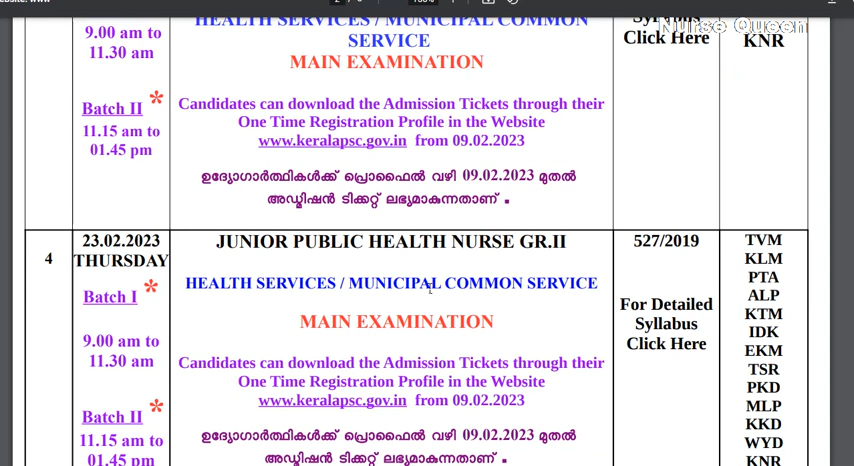 Nurse Queen
HEALTH SERVICES / MUNICIPAL COMMON
SERVICE
MAIN EXAMINATION
9.00 am to
11.30 am
Batch II *
11.15 am to
01.45 pm
Candidates can download the Admission Tickets through their
One Time Registration Profile in the Website
www.keralapsc.gov.in from 09.02.2023
ഉദ്യോഗാർത്ഥികൾക്ക് പ്രൊഫൈൽ വഴി 09.02.2023 മുതൽ
അഡ്മിഷൻ ടിക്കറ്റ് ലഭ്യമാകുന്നതാണ് .
Syllabus
Click Here
KNR
4
23.02.2023
THURSDAY
Batch I *
9.00 am to
11.30 am
Batch II *
11.15 am to
01.45 pm
JUNIOR PUBLIC HEALTH NURSE GR.II
HEALTH SERVICES / MUNICIPAL COMMON SERVICE
MAIN EXAMINATION
Candidates can download the Admission Tickets through their
One Time Registration Profile in the Website
www.keralapsc.gov.in from 09.02.2023
ഉദ്യോഗാർത്ഥികൾക്ക് പ്രൊഫൈൽ വഴി 09.02.2023 മുതൽ
അഡ്മിഷൻ ടിക്കറ്റ് ലഭ്യമാകുന്നതാണ് .
527/2019
For Detailed
Syllabus
Click Here
TVM
KLM
PTA
ALP
KTM
IDK
EKM
TSR
PKD
MLP
KKD
WYD
KNR